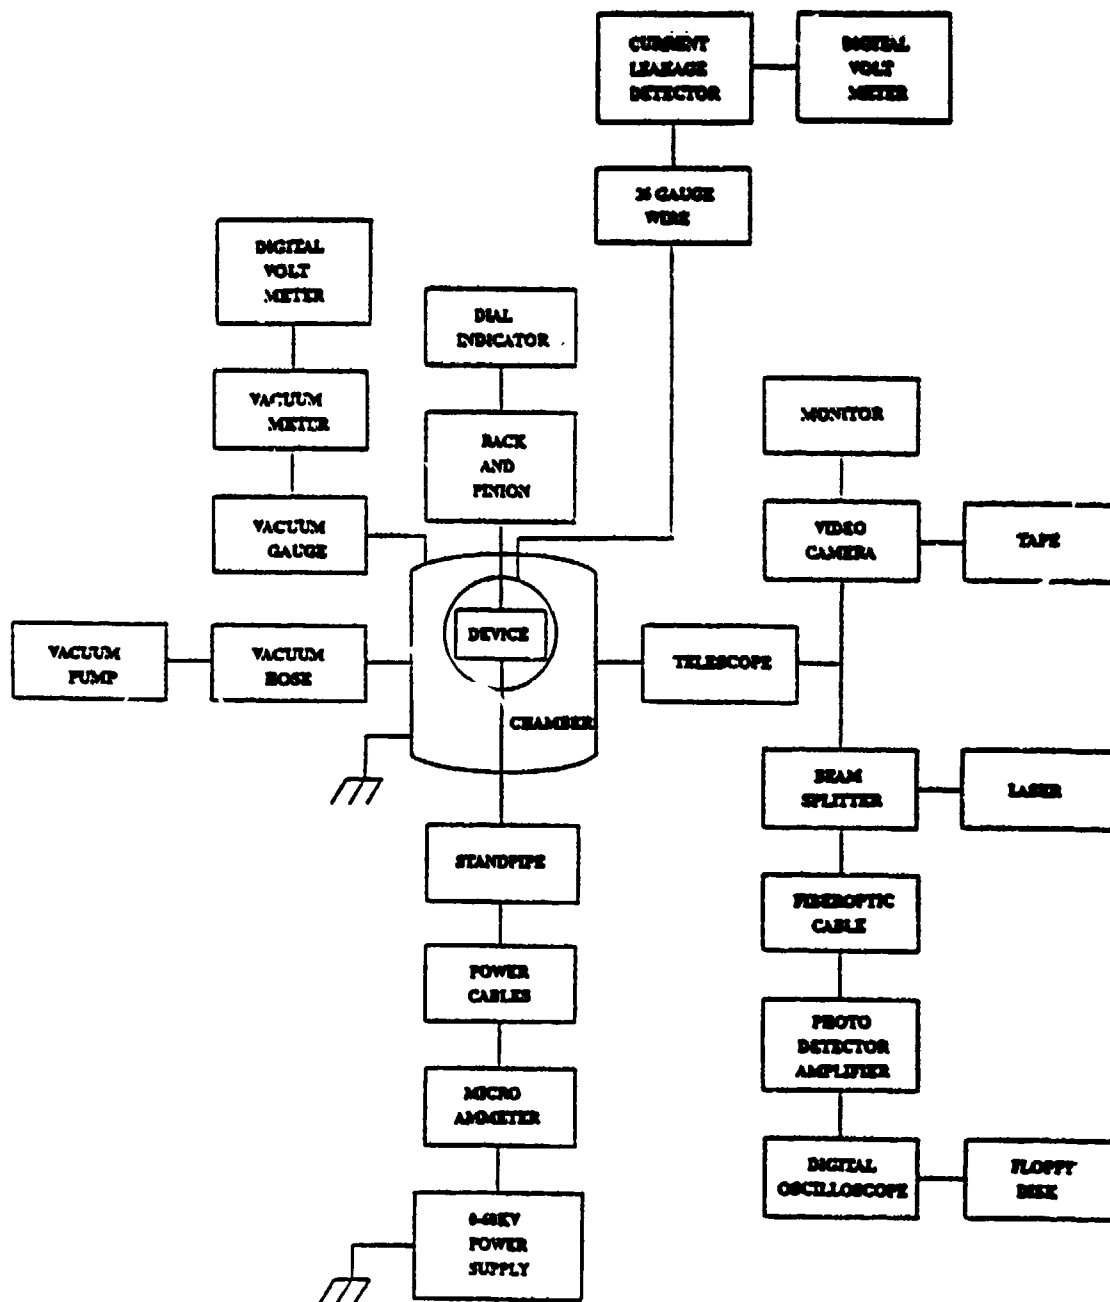 CURRENT
LEAKAGE
DETECTOR
DIGITAL
VOLT
METER
26 GAUGE
WIRE
DIGITAL
VOLT
METER
DIAL
INDICATOR
VACUUM
METER
RACK
AND
PINION
MONITOR
VACUUM
GAUGE
VIDEO
CAMERA
TAPE
VACUUM
PUMP
VACUUM
HOSE
DEVICE
TELESCOPE
CHAMBER
BEAM
SPLITTER
LASER
STANDPIPE
FIBEROPTIC
CABLE
POWER
CABLES
PHOTO
DETECTOR
AMPLIFIER
MICRO
AMMETER
DIGITAL
OSCILLOSCOPE
FLOPPY
DISK
0-60KV
POWER
SUPPLY